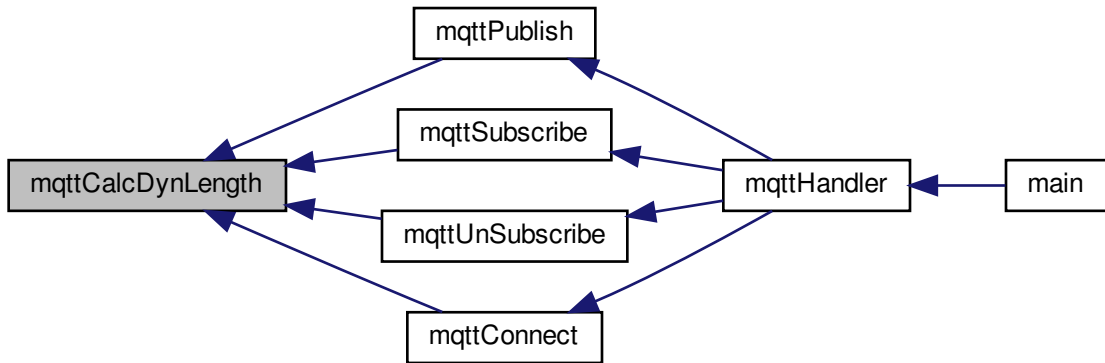 mqttPublish
mqttSubscribe
mqttCalcDynLength
mqttHandler
main
mqttUnSubscribe
mqttConnect